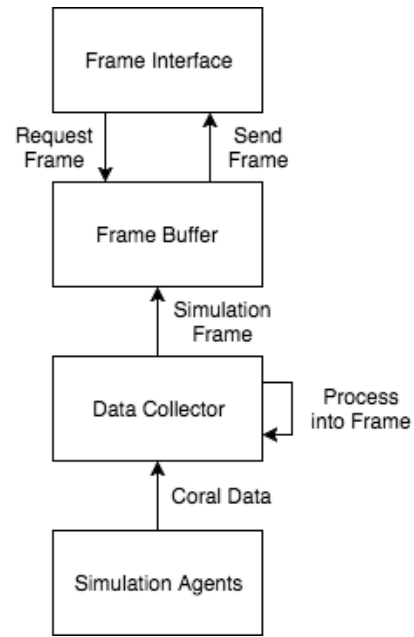 Frame Interface
Request
Frame
Send
Frame
Frame Buffer
Simulation
Frame
Data Collector
Process
into Frame
Coral Data
Simulation Agents